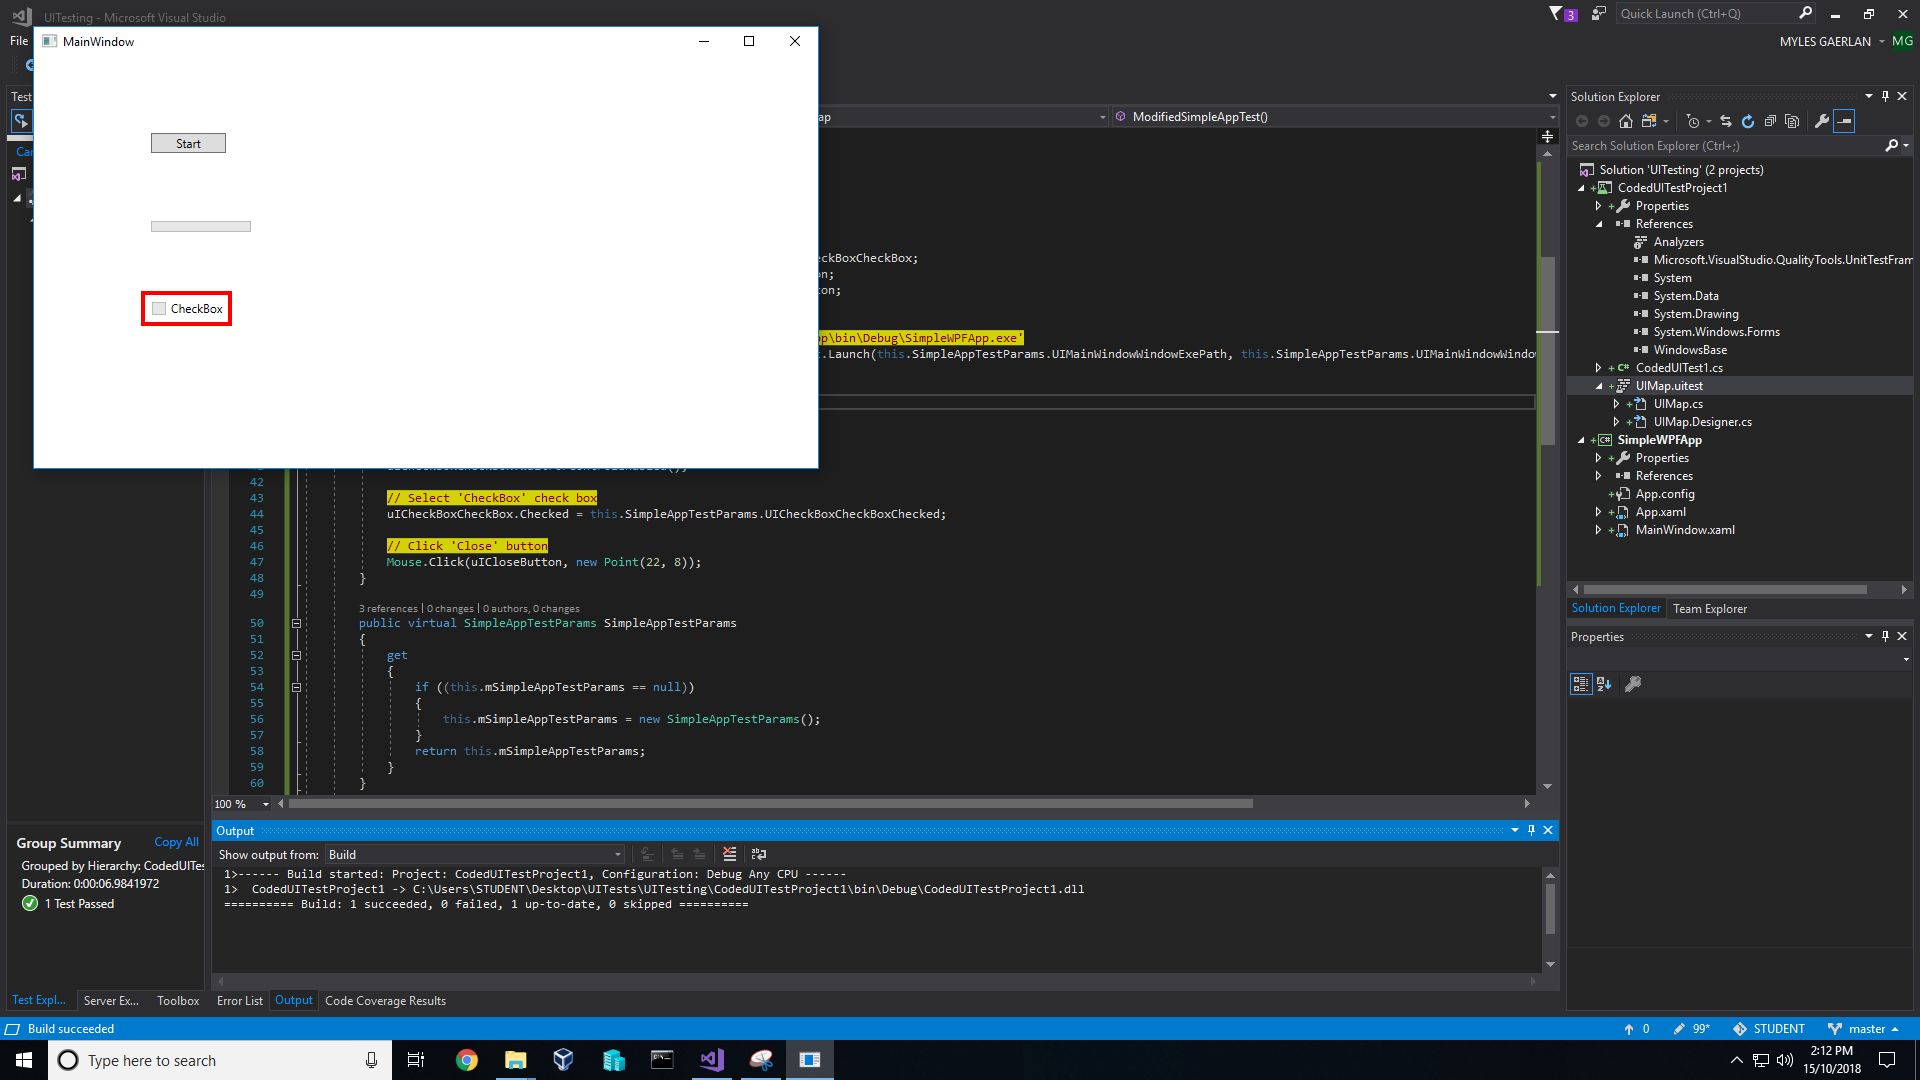 UITesting - Microsoft Visual Studio
3
Quick Launch (Ctrl+Q)
File
MYLES GAERLAN
MG
MainWindow
Start
CheckBox
Test
ap
ModifiedSimpleAppTest()
eckBoxCheckBox;
on;
ton;
pp\bin\Debug\SimpleWPFApp.exe'
t.Launch(this.SimpleAppTestParams.UIMainWindowWindowExePath, this.SimpleAppTestParams.UIMainWindowWindo
42
43 // Select 'CheckBox' check box
44 uICheckBoxCheckBox.Checked = this.SimpleAppTestParams.UICheckBoxCheckBoxChecked;
45
46 // Click 'Close' button
47 Mouse.Click(uICloseButton, new Point(22, 8));
48 }
49
3 references | 0 changes | 0 authors, 0 changes
50 public virtual SimpleAppTestParams SimpleAppTestParams
51 {
52 get
53 {
54 if ((this.mSimpleAppTestParams == null))
55 {
56 this.mSimpleAppTestParams = new SimpleAppTestParams();
57 }
58 return this.mSimpleAppTestParams;
59 }
60 }
100 %
Solution Explorer
Search Solution Explorer (Ctrl+;)
Solution 'UITesting' (2 projects)
CodedUITestProject1
Properties
References
Analyzers
Microsoft.VisualStudio.QualityTools.UnitTestFram
System
System.Data
System.Drawing
System.Windows.Forms
WindowsBase
CodedUITest1.cs
UIMap.uitest
UIMap.cs
UIMap.Designer.cs
SimpleWPFApp
Properties
References
App.config
App.xaml
MainWindow.xaml
Solution Explorer
Team Explorer
Properties
Group Summary
Copy All
Grouped by Hierarchy: CodedUITes
Duration: 0:00:06.9841972
1 Test Passed
Output
Show output from: Build
1>------ Build started: Project: CodedUITestProject1, Configuration: Debug Any CPU ------
1> CodedUITestProject1 -> C:\Users\STUDENT\Desktop\UITests\UITesting\CodedUITestProject1\bin\Debug\CodedUITestProject1.dll
========== Build: 1 succeeded, 0 failed, 1 up-to-date, 0 skipped ==========
Test Expl... Server Ex... Toolbox
Error List Output Code Coverage Results
Build succeeded
0
99*
STUDENT
master
Type here to search
2:12 PM
15/10/2018